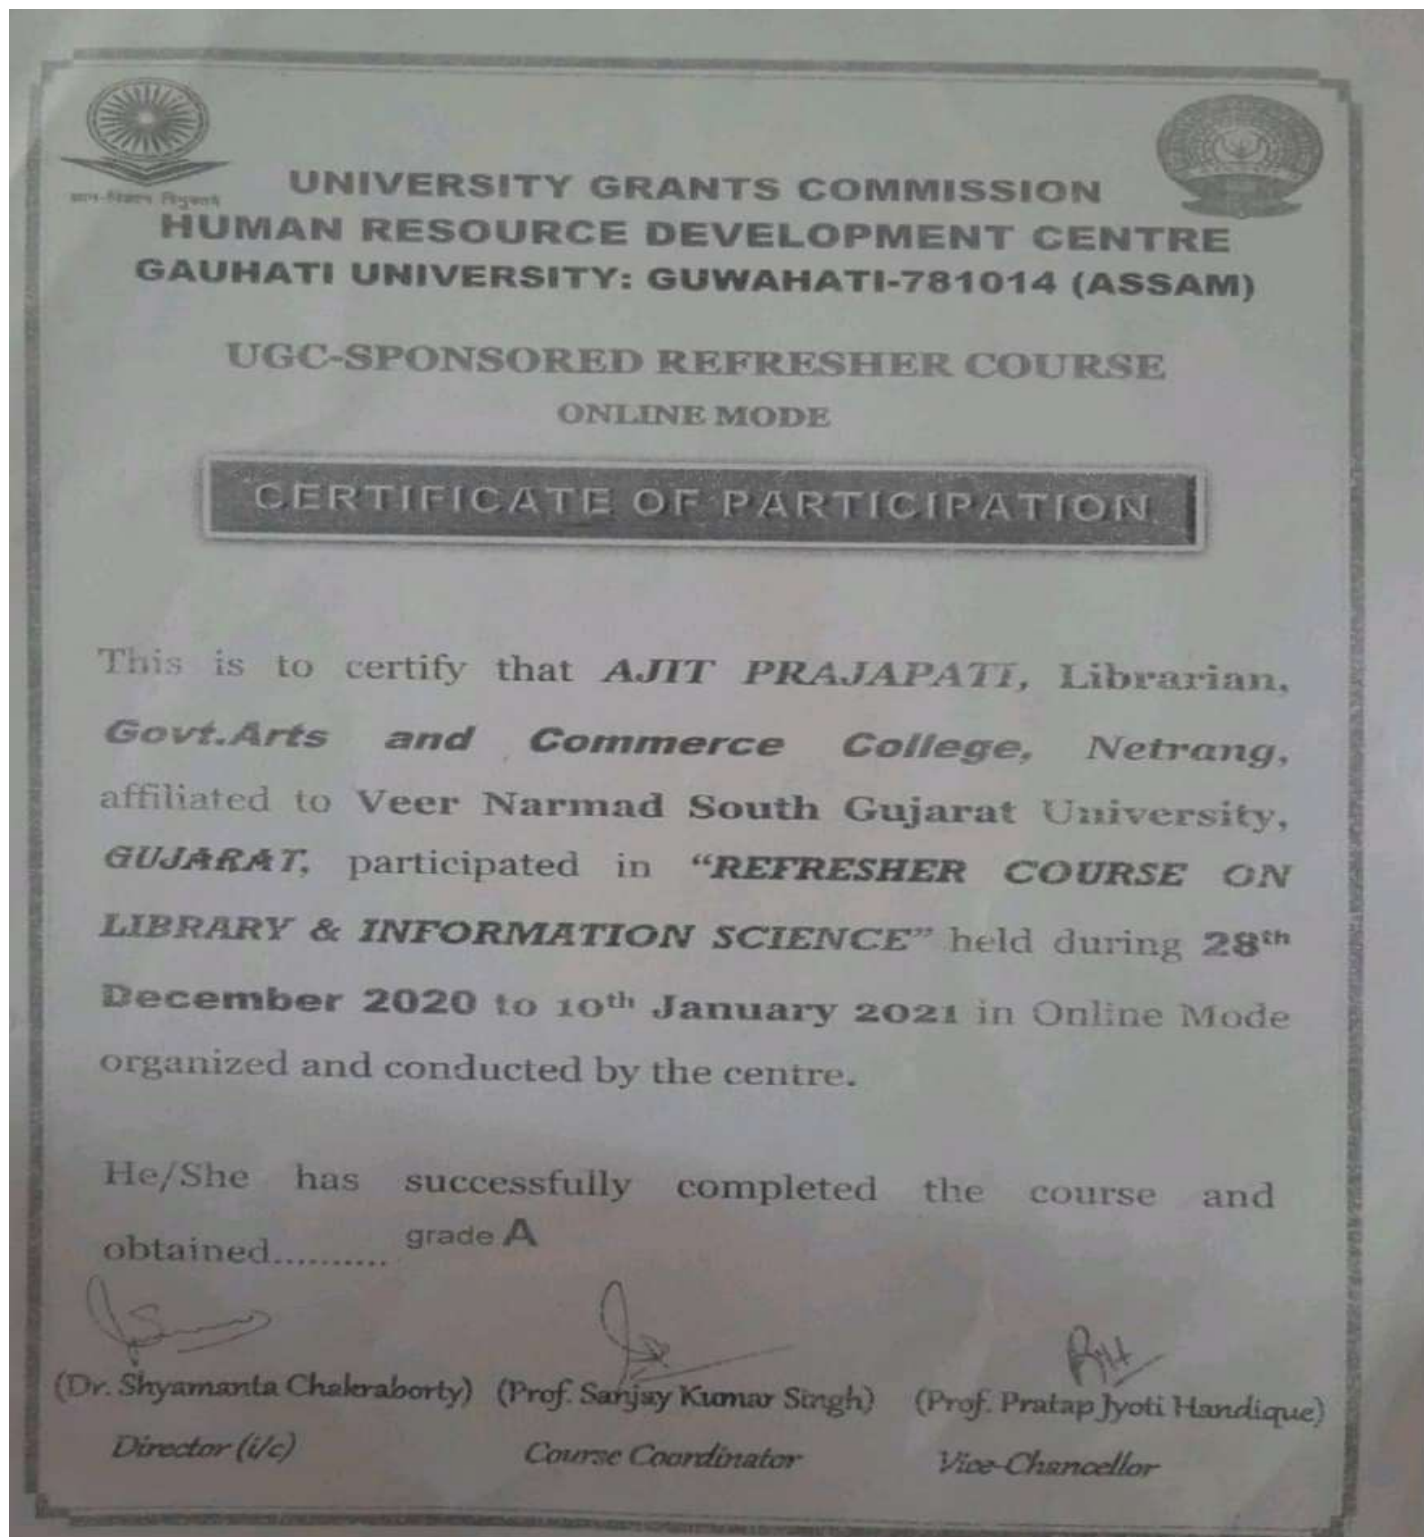 ज्ञान-विज्ञान विमुक्तये
UNIVERSITY GRANTS COMMISSION
HUMAN RESOURCE DEVELOPMENT CENTRE
GAUHATI UNIVERSITY: GUWAHATI-781014 (ASSAM)
UGC-SPONSORED REFRESHER COURSE
ONLINE MODE
CERTIFICATE OF PARTICIPATION
This is to certify that AJIT PRAJAPATI, Librarian,
Govt.Arts and Commerce College, Netrang,
affiliated to Veer Narmad South Gujarat University,
GUJARAT, participated in “REFRESHER COURSE ON
LIBRARY & INFORMATION SCIENCE” held during 28th
December 2020 to 10th January 2021 in Online Mode
organized and conducted by the centre.
He/She has successfully completed the course and
obtained.......... grade A
(Dr. Shyamanta Chakraborty) (Prof. Sanjay Kumar Singh) (Prof. Pratap Jyoti Handique)
Director (i/c) Course Coordinator Vice-Chancellor